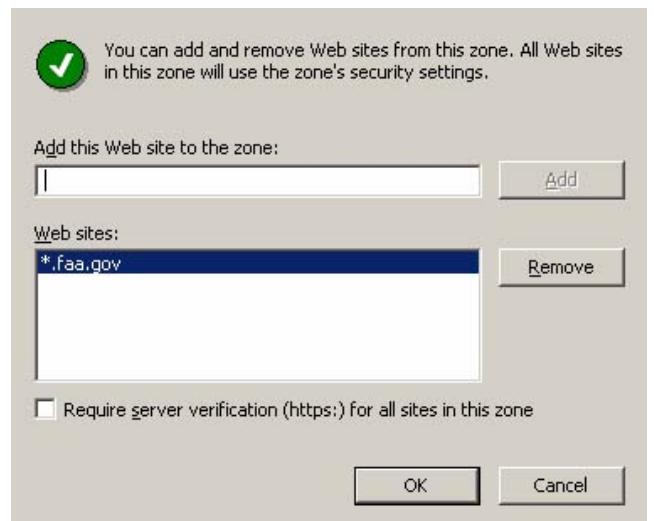 You can add and remove Web sites from this zone. All Web sites
in this zone will use the zone's security settings.
Add this Web site to the zone:
Add
Web sites:
*.faa.gov
Remove
Require server verification (https:) for all sites in this zone
OK
Cancel